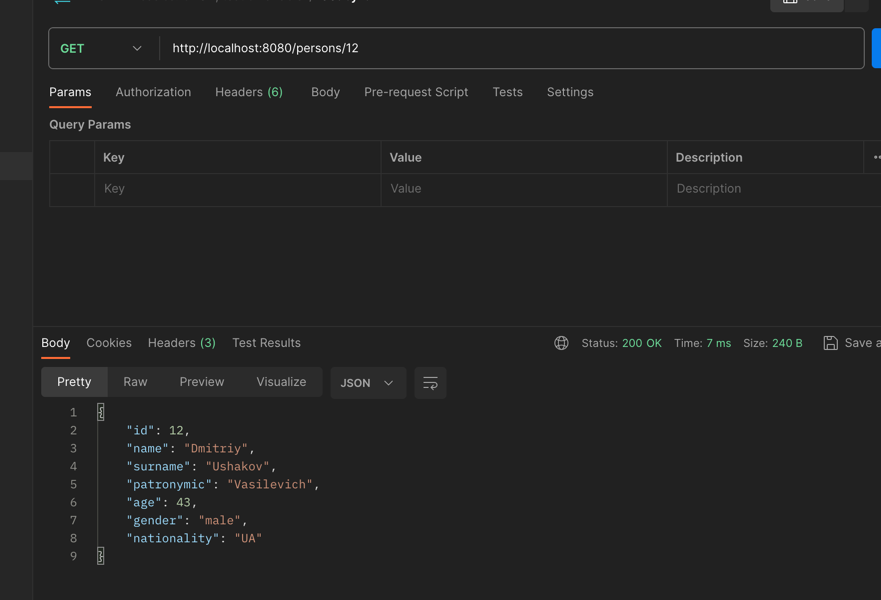 GET http://localhost:8080/persons/12
Params Authorization Headers (6) Body Pre-request Script Tests Settings
Query Params
Key Value Description
Key Value Description
Body Cookies Headers (3) Test Results Status: 200 OK Time: 7 ms Size: 240 B Save a
Pretty Raw Preview Visualize JSON
1 {
2 "id": 12,
3 "name": "Dmitriy",
4 "surname": "Ushakov",
5 "patronymic": "Vasilevich",
6 "age": 43,
7 "gender": "male",
8 "nationality": "UA"
9 }